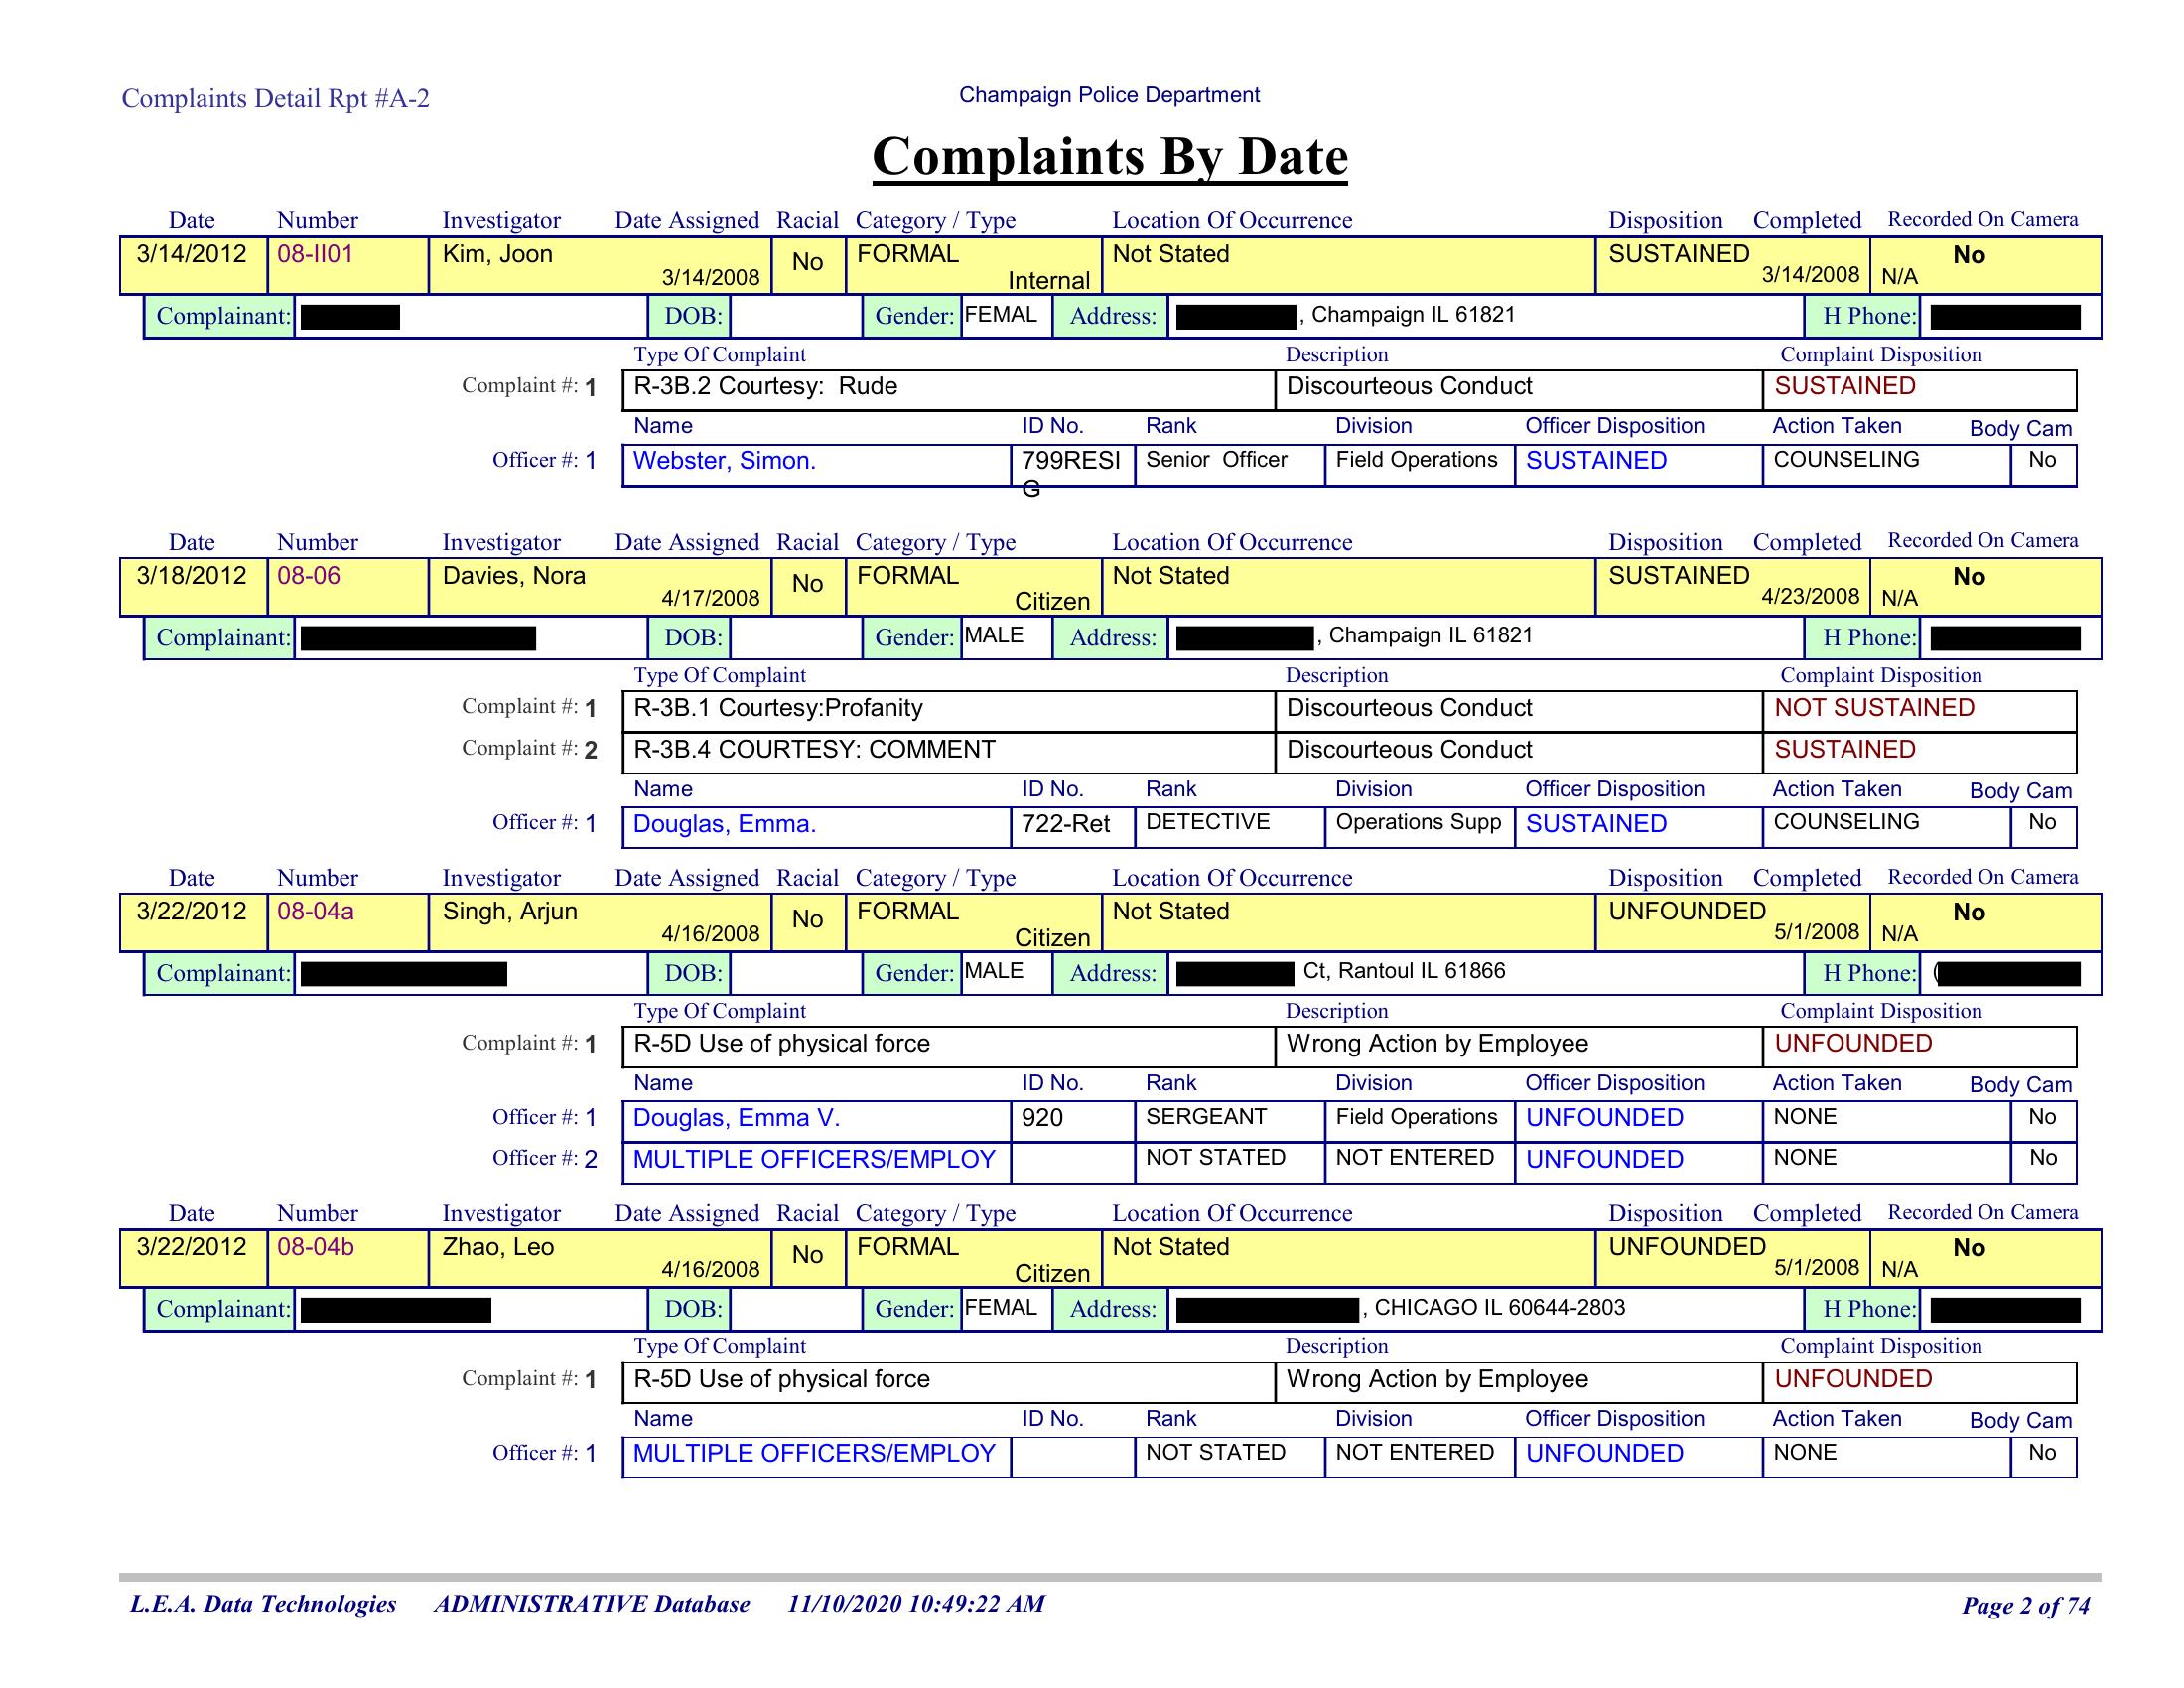 Complaints Detail Rpt #A-2
Champaign Police Department
Complaints By Date
Date Number Investigator Date Assigned Racial Category / Type Location Of Occurrence Disposition Completed Recorded On Camera
3/14/2012 08-II01 Kim, Joon 3/14/2008 No FORMAL Internal Not Stated SUSTAINED 3/14/2008 No N/A
Complainant: DOB: Gender: FEMAL Address: , Champaign IL 61821 H Phone:
Type Of Complaint Description Complaint Disposition
Complaint #: 1 R-3B.2 Courtesy: Rude Discourteous Conduct SUSTAINED
Name ID No. Rank Division Officer Disposition Action Taken Body Cam
Officer #: 1 Webster, Simon. 799RESI Senior Officer Field Operations SUSTAINED COUNSELING No
G
Date Number Investigator Date Assigned Racial Category / Type Location Of Occurrence Disposition Completed Recorded On Camera
3/18/2012 08-06 Davies, Nora 4/17/2008 No FORMAL Citizen Not Stated SUSTAINED 4/23/2008 No N/A
Complainant: DOB: Gender: MALE Address: , Champaign IL 61821 H Phone:
Type Of Complaint Description Complaint Disposition
Complaint #: 1 R-3B.1 Courtesy:Profanity Discourteous Conduct NOT SUSTAINED
Complaint #: 2 R-3B.4 COURTESY: COMMENT Discourteous Conduct SUSTAINED
Name ID No. Rank Division Officer Disposition Action Taken Body Cam
Officer #: 1 Douglas, Emma. 722-Ret DETECTIVE Operations Supp SUSTAINED COUNSELING No
Date Number Investigator Date Assigned Racial Category / Type Location Of Occurrence Disposition Completed Recorded On Camera
3/22/2012 08-04a Singh, Arjun 4/16/2008 No FORMAL Citizen Not Stated UNFOUNDED 5/1/2008 No N/A
Complainant: DOB: Gender: MALE Address: Ct, Rantoul IL 61866 H Phone: (
Type Of Complaint Description Complaint Disposition
Complaint #: 1 R-5D Use of physical force Wrong Action by Employee UNFOUNDED
Name ID No. Rank Division Officer Disposition Action Taken Body Cam
Officer #: 1 Douglas, Emma V. 920 SERGEANT Field Operations UNFOUNDED NONE No
Officer #: 2 MULTIPLE OFFICERS/EMPLOY NOT STATED NOT ENTERED UNFOUNDED NONE No
Date Number Investigator Date Assigned Racial Category / Type Location Of Occurrence Disposition Completed Recorded On Camera
3/22/2012 08-04b Zhao, Leo 4/16/2008 No FORMAL Citizen Not Stated UNFOUNDED 5/1/2008 No N/A
Complainant: DOB: Gender: FEMAL Address: , CHICAGO IL 60644-2803 H Phone:
Type Of Complaint Description Complaint Disposition
Complaint #: 1 R-5D Use of physical force Wrong Action by Employee UNFOUNDED
Name ID No. Rank Division Officer Disposition Action Taken Body Cam
Officer #: 1 MULTIPLE OFFICERS/EMPLOY NOT STATED NOT ENTERED UNFOUNDED NONE No
L.E.A. Data Technologies ADMINISTRATIVE Database 11/10/2020 10:49:22 AM Page 2 of 74